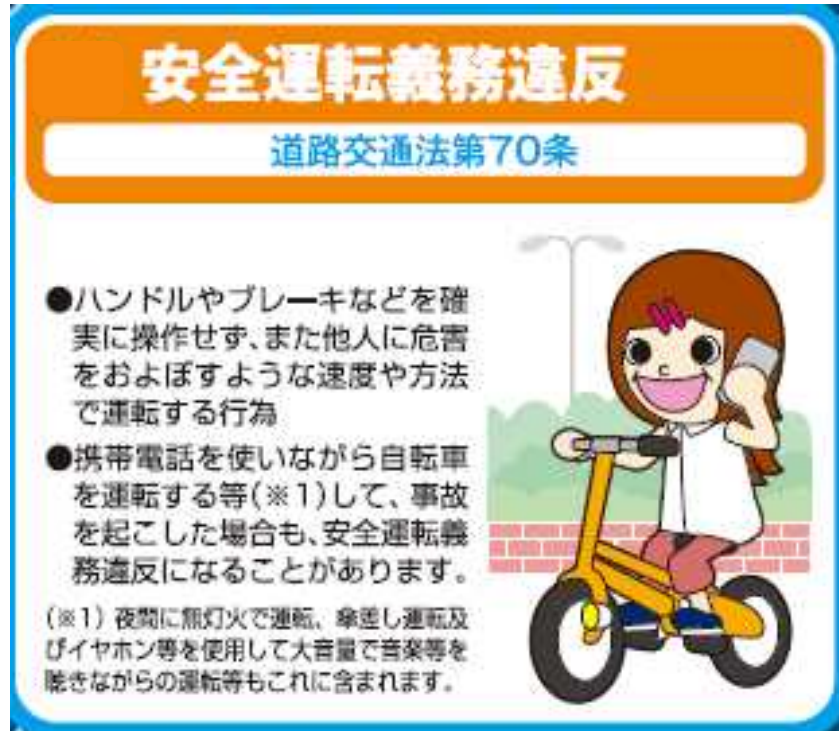 安全運転義務違反
道路交通法第70条
●ハンドルやブレーキなどを確
実に操作せず、また他人に危害
をおよぼすような速度や方法
で運転する行為
●携帯電話を使いながら自転車
を運転する等(※1)して、事故
を起こした場合も、安全運転義
務違反になることがあります。
(※1) 夜間に無灯火で運転、傘差し運転及
びイヤホン等を使用して大音量で音楽等を
聴きながらの運転等もこれに含まれます。